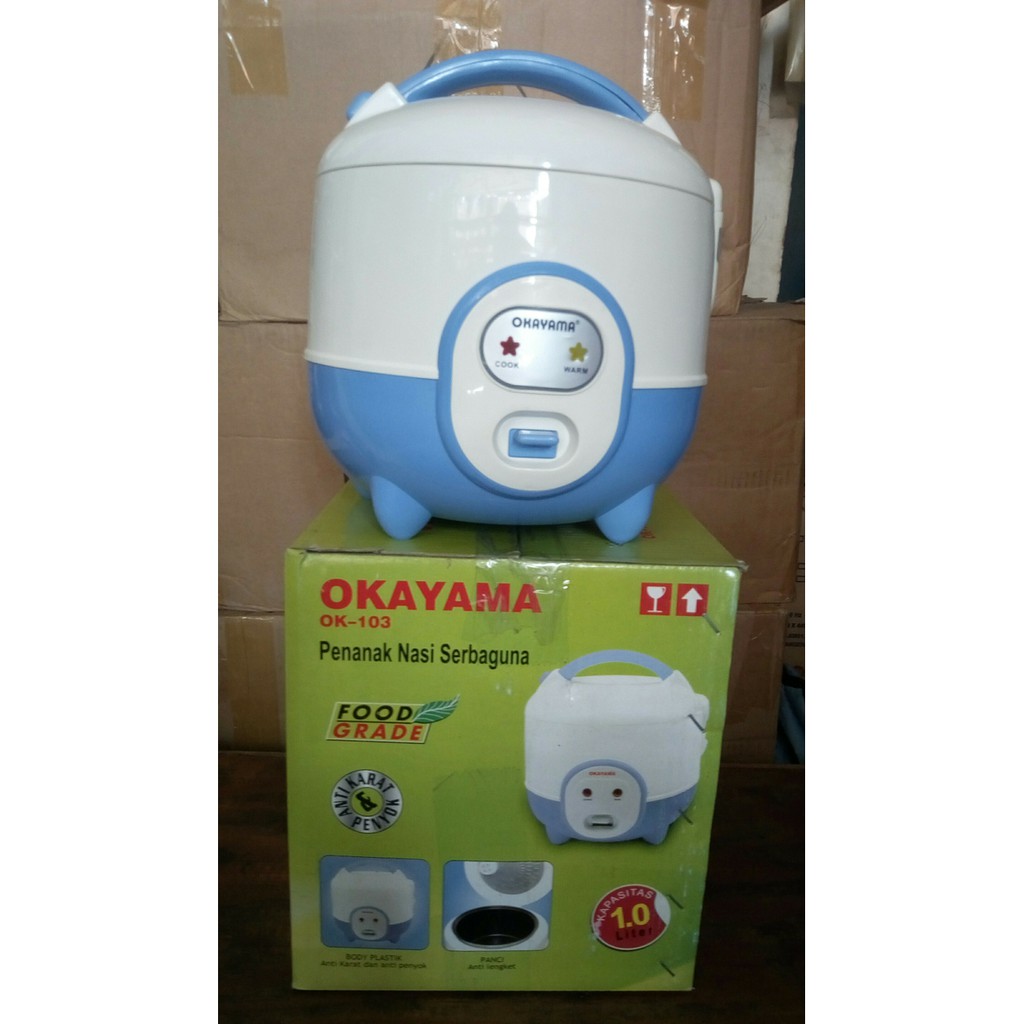 OKAYAMA®
COOK
WARM
OKAYAMA
OK-103
Penanak Nasi Serbaguna
FOOD
GRADE
ANTI KARAT
&
PENYOK
OKAYAMA
KAPASITAS
1.0
Liter
BODY PLASTIK
Anti Karat dan anti penyok
PANCI
Anti lengket